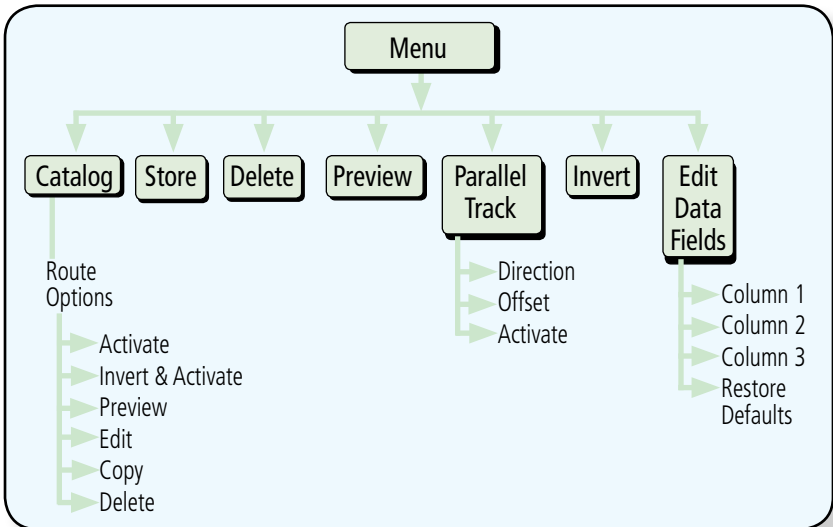 Menu
Catalog
Store
Delete
Preview
Parallel
Track
Invert
Edit
Data
Fields
Route
Options
Activate
Invert & Activate
Preview
Edit
Copy
Delete
Direction
Offset
Activate
Column 1
Column 2
Column 3
Restore
Defaults